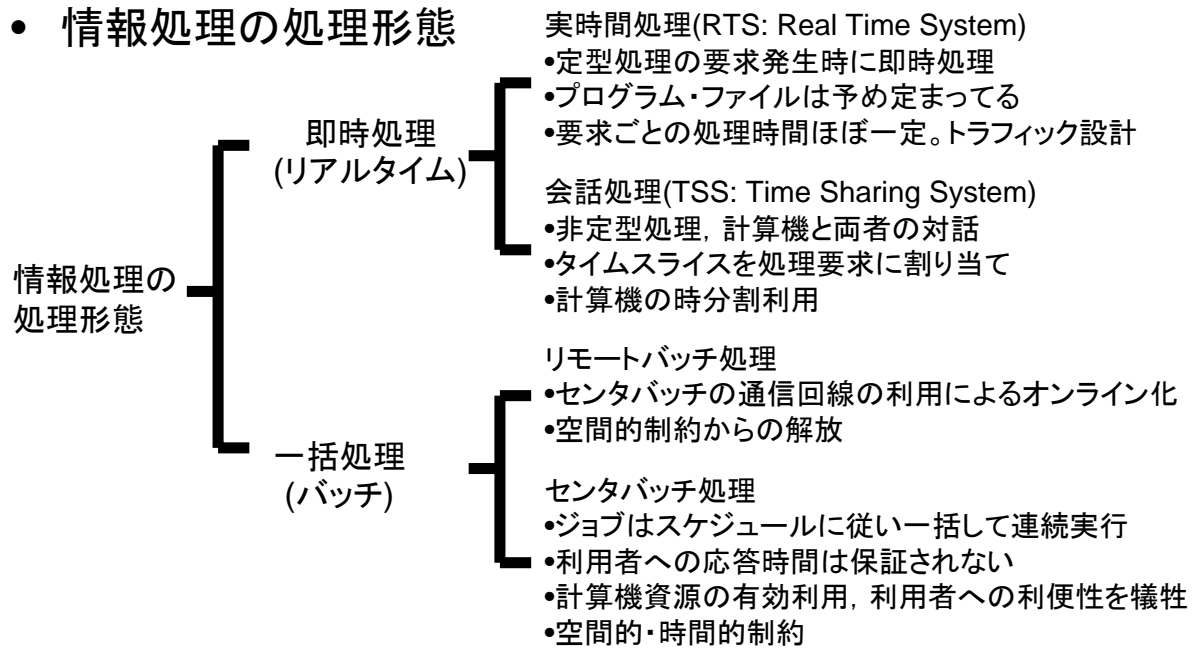 • 情報処理の処理形態
実時間処理(RTS: Real Time System)
•定型処理の要求発生時に即時処理
•プログラム・ファイルは予め定まってる
•要求ごとの処理時間ほぼ一定。トラフィック設計
即時処理
(リアルタイム)
会話処理(TSS: Time Sharing System)
•非定型処理，計算機と両者の対話
•タイムスライスを処理要求に割り当て
•計算機の時分割利用
情報処理の
処理形態
リモートバッチ処理
•センタバッチの通信回線の利用によるオンライン化
•空間的制約からの解放
一括処理
(バッチ)
センタバッチ処理
•ジョブはスケジュールに従い一括して連続実行
•利用者への応答時間は保証されない
•計算機資源の有効利用，利用者への利便性を犠牲
•空間的・時間的制約